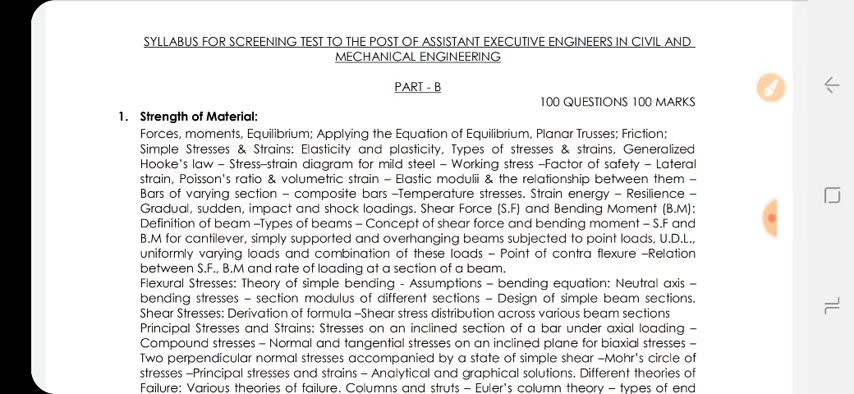 SYLLABUS FOR SCREENING TEST TO THE POST OF ASSISTANT EXECUTIVE ENGINEERS IN CIVIL AND
MECHANICAL ENGINEERING
PART - B
100 QUESTIONS 100 MARKS
1. Strength of Material:
Forces, moments, Equilibrium; Applying the Equation of Equilibrium, Planar Trusses; Friction;
Simple Stresses & Strains: Elasticity and plasticity, Types of stresses & strains, Generalized
Hooke's law – Stress–strain diagram for mild steel – Working stress –Factor of safety – Lateral
strain, Poisson's ratio & volumetric strain – Elastic modulii & the relationship between them –
Bars of varying section – composite bars –Temperature stresses. Strain energy – Resilience –
Gradual, sudden, impact and shock loadings. Shear Force (S.F) and Bending Moment (B.M):
Definition of beam –Types of beams – Concept of shear force and bending moment – S.F and
B.M for cantilever, simply supported and overhanging beams subjected to point loads, U.D.L.,
uniformly varying loads and combination of these loads – Point of contra flexure –Relation
between S.F., B.M and rate of loading at a section of a beam.
Flexural Stresses: Theory of simple bending - Assumptions – bending equation: Neutral axis –
bending stresses – section modulus of different sections – Design of simple beam sections.
Shear Stresses: Derivation of formula –Shear stress distribution across various beam sections
Principal Stresses and Strains: Stresses on an inclined section of a bar under axial loading –
Compound stresses – Normal and tangential stresses on an inclined plane for biaxial stresses –
Two perpendicular normal stresses accompanied by a state of simple shear –Mohr's circle of
stresses –Principal stresses and strains – Analytical and graphical solutions. Different theories of
Failure: Various theories of failure. Columns and struts – Euler's column theory – types of end